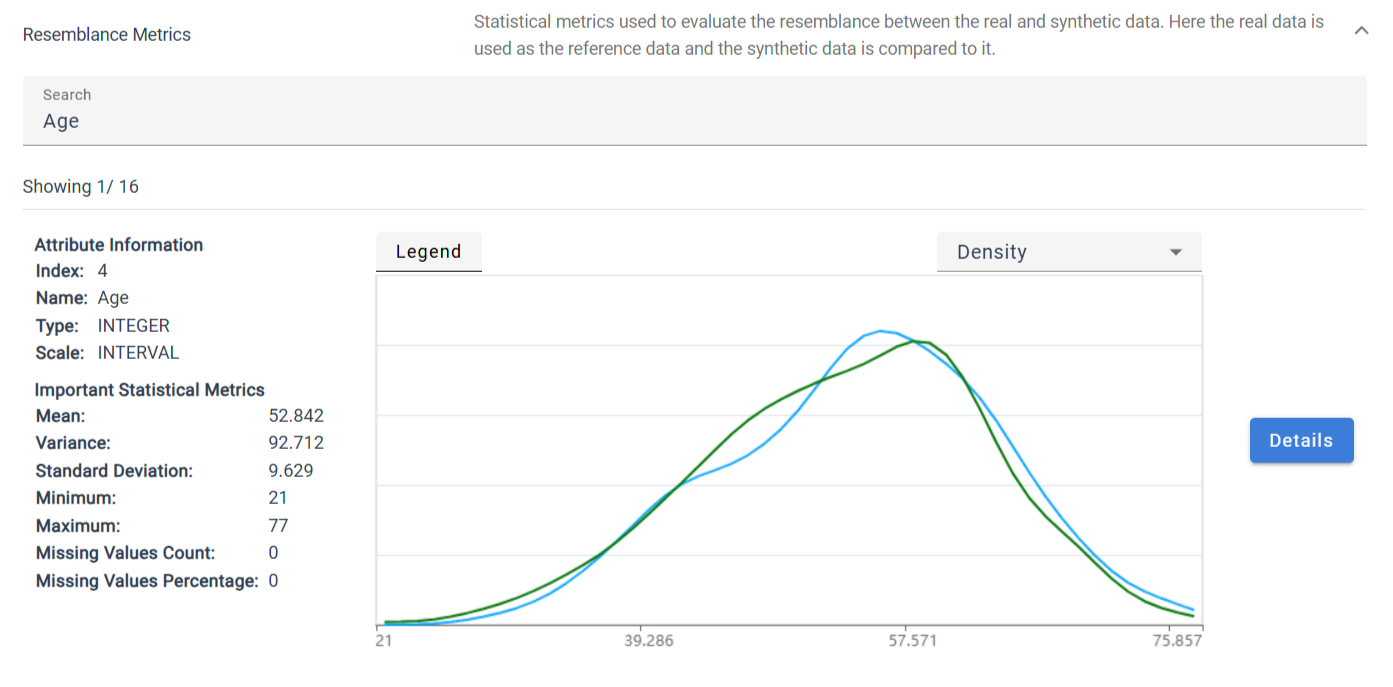 Resemblance Metrics
Statistical metrics used to evaluate the resemblance between the real and synthetic data. Here the real data is
used as the reference data and the synthetic data is compared to it.
Search
Age
Showing 1/ 16
Attribute Information
Index: 4
Name: Age
Type: INTEGER
Scale: INTERVAL
Important Statistical Metrics
Mean: 52.842
Variance: 92.712
Standard Deviation: 9.629
Minimum: 21
Maximum: 77
Missing Values Count: 0
Missing Values Percentage: 0
Legend
Density
21
39.286
57.571
75.857
Details